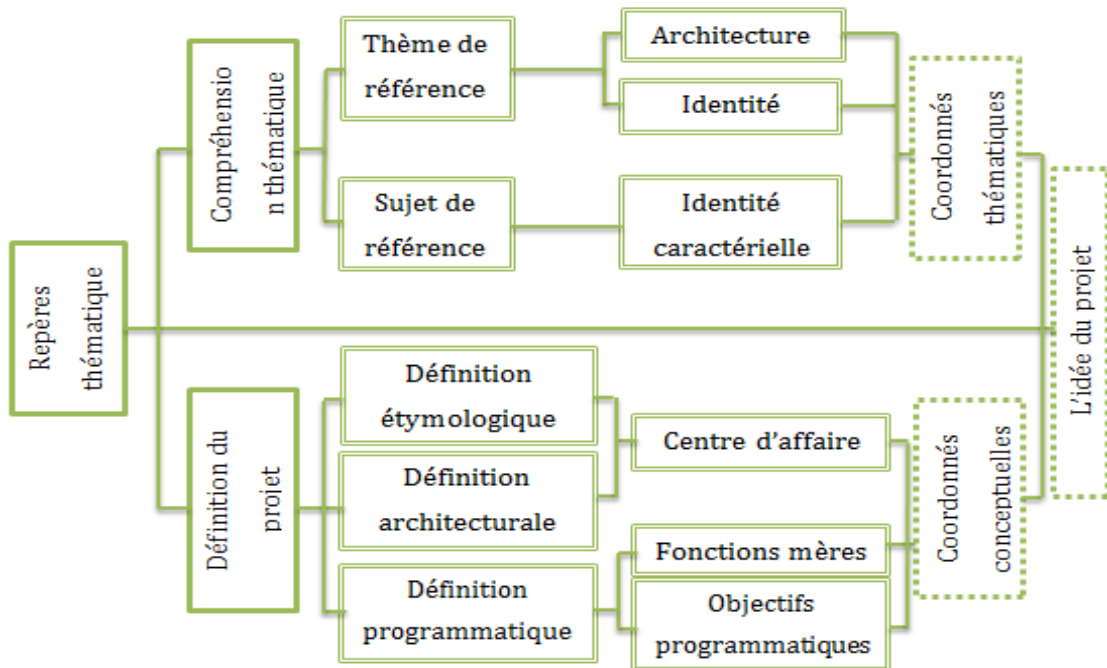 Repères
thématique
Compréhensio
n thématique
Thème de
référence
Architecture
Identité
Sujet de
référence
Identité
caractérielle
Coordonnés
thématiques
Définition du
projet
Définition
étymologique
Définition
architecturale
Centre d'affaire
Définition
programmatique
Fonctions mères
Objectifs
programmatiques
Coordonnés
conceptuelles
L'idée du projet